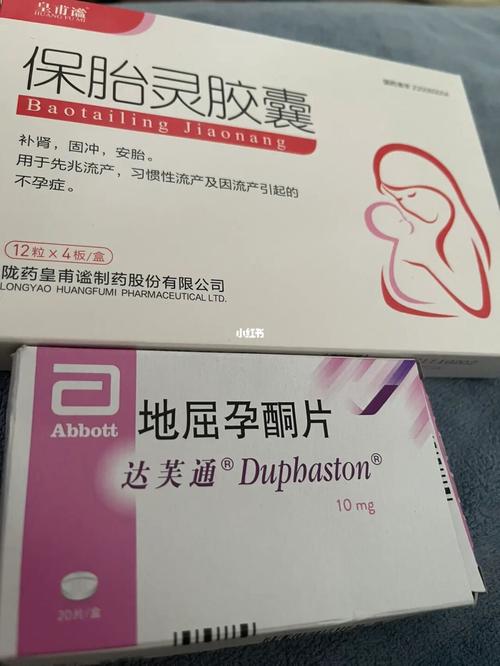 皇甫谧
HUANG FU MI
保胎灵胶囊
Baotailing Jiaonang
补肾，固冲，安胎。
用于先兆流产，习惯性流产及因流产引起的
不孕症。
12粒×4板/盒
陇药皇甫谧制药股份有限公司
LONGYAO HUANGFUMI PHARMACEUTICAL LTD.
小红书
Abbott
地屈孕酮片
达芙通® Duphaston®
10 mg
20片/盒